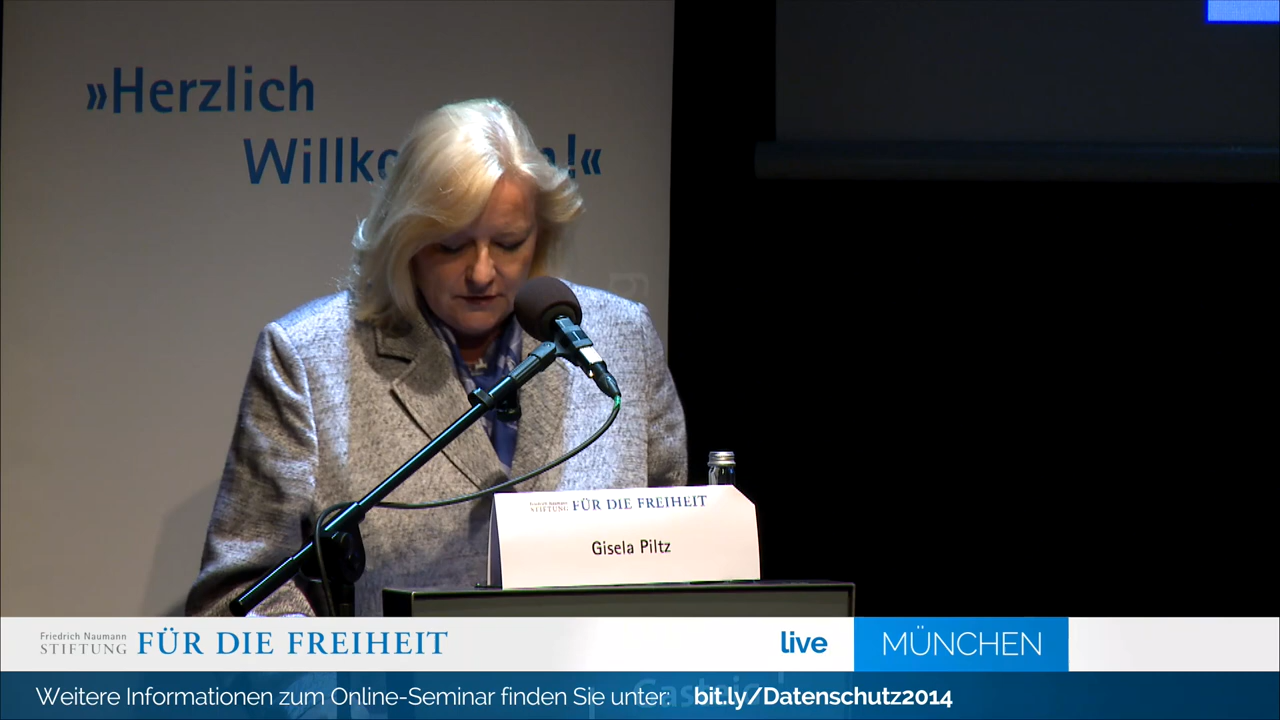 »Herzlich
Willko n!«
Friedrich Naumann
STIFTUNG FÜR DIE FREIHEIT
Gisela Piltz
Friedrich Naumann
STIFTUNG FÜR DIE FREIHEIT
live
MÜNCHEN
Weitere Informationen zum Online-Seminar finden Sie unter: bit.ly/Datenschutz2014